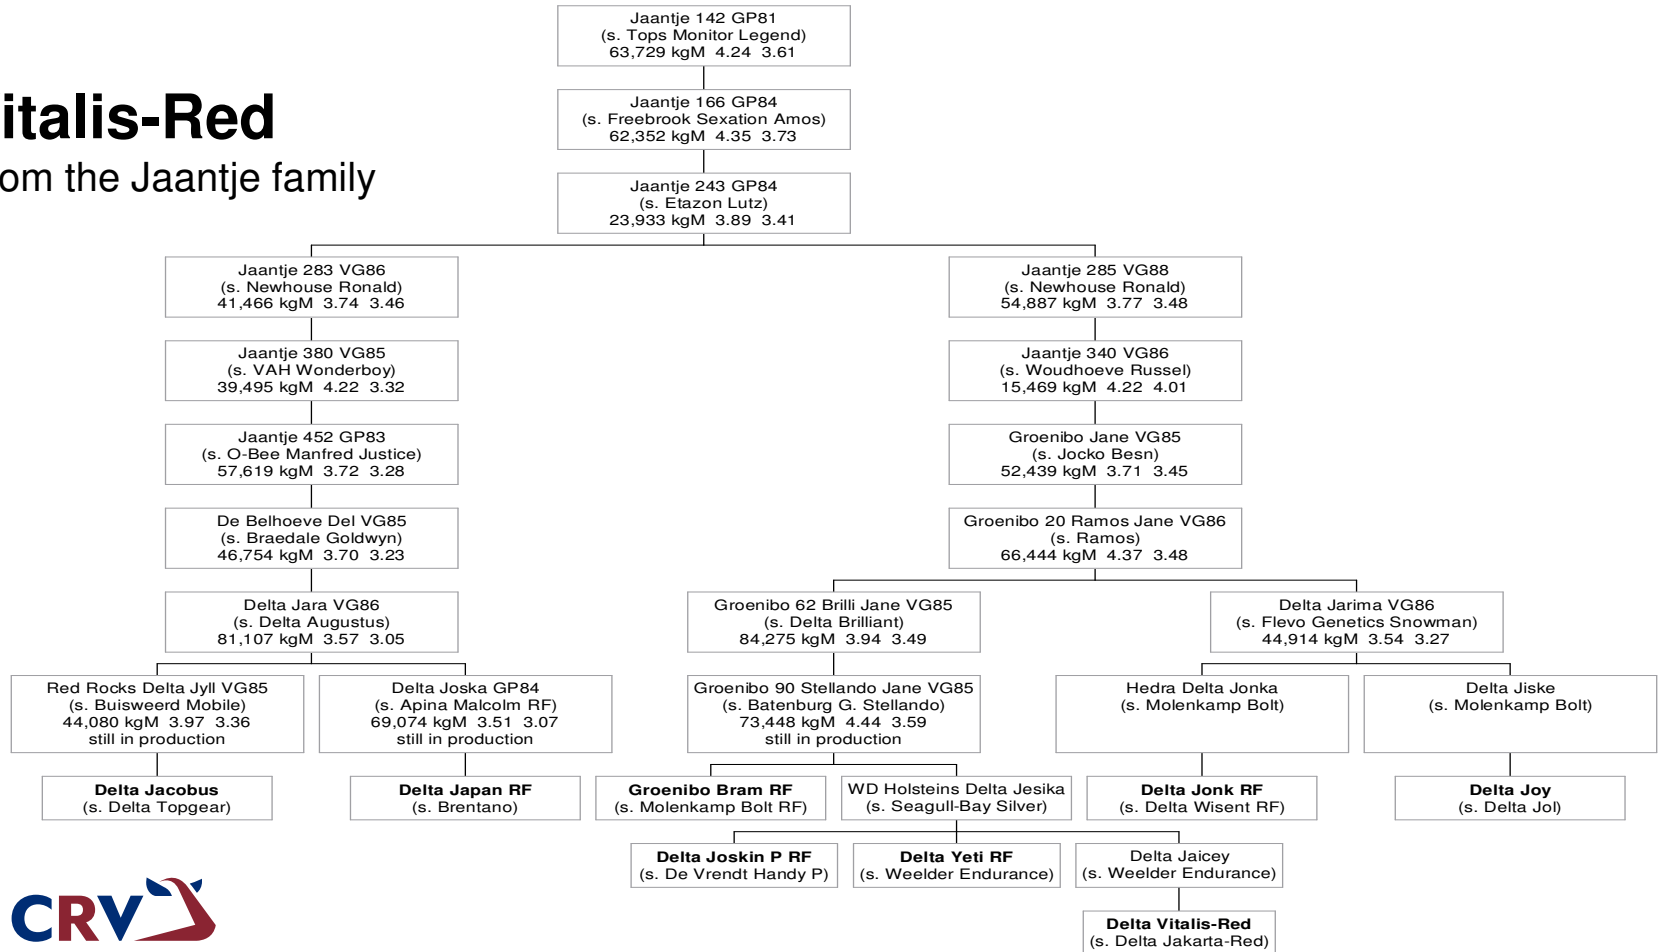 Jaantje 142 GP81
(s. Tops Monitor Legend)
63,729 kgM 4.24 3.61
italis-Red
om the Jaantje family
Jaantje 166 GP84
(s. Freebrook Sexation Amos)
62,352 kgM 4.35 3.73
Jaantje 243 GP84
(s. Etazon Lutz)
23,933 kgM 3.89 3.41
Jaantje 283 VG86
(s. Newhouse Ronald)
41,466 kgM 3.74 3.46
Jaantje 285 VG88
(s. Newhouse Ronald)
54,887 kgM 3.77 3.48
Jaantje 380 VG85
(s. VAH Wonderboy)
39,495 kgM 4.22 3.32
Jaantje 340 VG86
(s. Woudhoeve Russel)
15,469 kgM 4.22 4.01
Jaantje 452 GP83
(s. O-Bee Manfred Justice)
57,619 kgM 3.72 3.28
Groenibo Jane VG85
(s. Jocko Besn)
52,439 kgM 3.71 3.45
De Belhoeve Del VG85
(s. Braedale Goldwyn)
46,754 kgM 3.70 3.23
Groenibo 20 Ramos Jane VG86
(s. Ramos)
66,444 kgM 4.37 3.48
Delta Jara VG86
(s. Delta Augustus)
81,107 kgM 3.57 3.05
Groenibo 62 Brilli Jane VG85
(s. Delta Brilliant)
84,275 kgM 3.94 3.49
Delta Jarima VG86
(s. Flevo Genetics Snowman)
44,914 kgM 3.54 3.27
Red Rocks Delta Jyll VG85
(s. Buisweerd Mobile)
44,080 kgM 3.97 3.36
still in production
Delta Joska GP84
(s. Apina Malcolm RF)
69,074 kgM 3.51 3.07
still in production
Groenibo 90 Stellando Jane VG85
(s. Batenburg G. Stellando)
73,448 kgM 4.44 3.59
still in production
Hedra Delta Jonka
(s. Molenkamp Bolt)
Delta Jiske
(s. Molenkamp Bolt)
Delta Jacobus
(s. Delta Topgear)
Delta Japan RF
(s. Brentano)
Groenibo Bram RF
(s. Molenkamp Bolt RF)
WD Holsteins Delta Jesika
(s. Seagull-Bay Silver)
Delta Jonk RF
(s. Delta Wisent RF)
Delta Joy
(s. Delta Jol)
Delta Joskin P RF
(s. De Vrendt Handy P)
Delta Yeti RF
(s. Weelder Endurance)
Delta Jaicey
(s. Weelder Endurance)
Delta Vitalis-Red
(s. Delta Jakarta-Red)
CRV